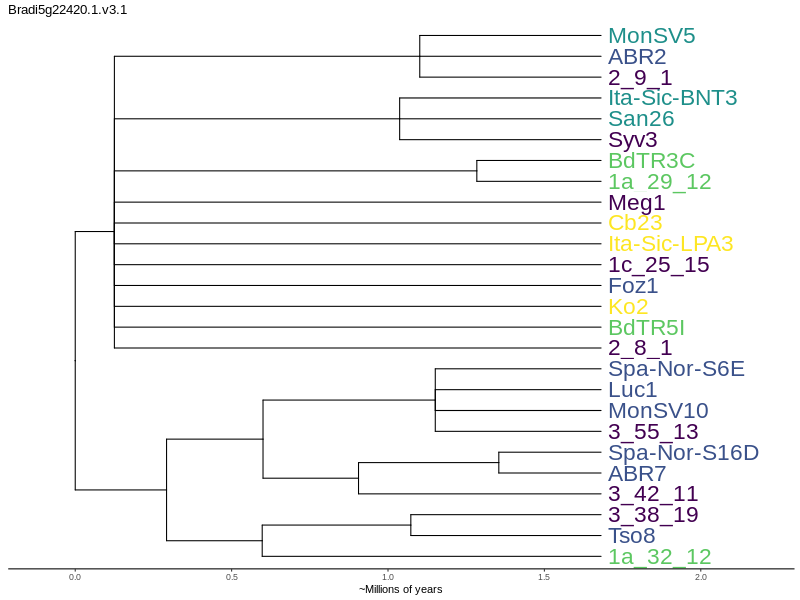 Bradi5g22420.1.v3.1
MonSV5
ABR2
2_9_1
Ita-Sic-BNT3
San26
Syv3
BdTR3C
1a_29_12
Meg1
Cb23
Ita-Sic-LPA3
1c_25_15
Foz1
Ko2
BdTR5I
2_8_1
Spa-Nor-S6E
Luc1
MonSV10
3_55_13
Spa-Nor-S16D
ABR7
3_42_11
3_38_19
Tso8
1a_32_12
0.0 0.5 1.0 1.5 2.0
~Millions of years